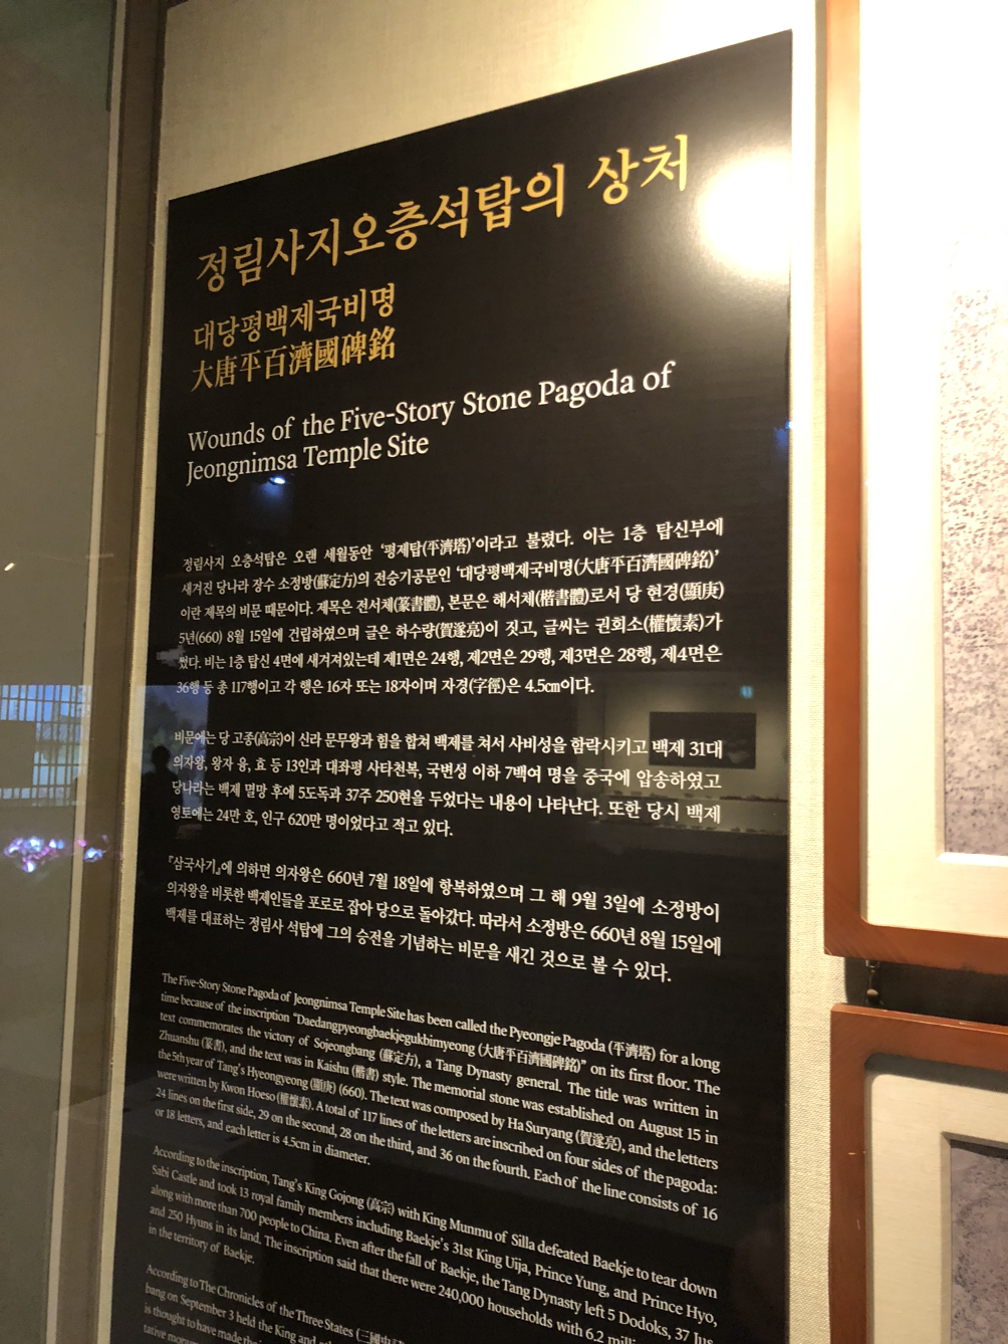 정림사지오층석탑의 상처
대당평백제국비명
大唐平百濟國碑銘
Wounds of the Five-Story Stone Pagoda of
Jeongnimsa Temple Site
정림사지 오층석탑은 오랜 세월동안 ‘평제탑(平濟塔)’이라고 불렸다. 이는 1층 탑신부에
새겨진 당나라 장수 소정방(蘇定方)의 전승기공문인 ‘대당평백제국비명(大唐平百濟國碑銘)’
이란 제목의 비문 때문이다. 제목은 전서체(篆書體), 본문은 해서체(楷書體)로서 당 현경(顯庚)
5년(660) 8월 15일에 건립하였으며 글은 하수량(賀遂亮)이 짓고, 글씨는 권회소(權懷素)가
썼다. 비는 1층 탑신 4면에 새겨져있는데 제1면은 24행, 제2면은 29행, 제3면은 28행, 제4면은
36행 등 총 117행이고 각 행은 16자 또는 18자이며 자경(字徑)은 4.5㎝이다.
비문에는 당 고종(高宗)이 신라 문무왕과 힘을 합쳐 백제를 쳐서 사비성을 함락시키고 백제 31대
의자왕, 왕자 융, 효 등 13인과 대좌평 사타천복, 국변성 이하 7백여 명을 중국에 압송하였고
당나라는 백제 멸망 후에 5도독과 37주 250현을 두었다는 내용이 나타난다. 또한 당시 백제
영토에는 24만 호, 인구 620만 명이었다고 적고 있다.
『삼국사기』에 의하면 의자왕은 660년 7월 18일에 항복하였으며 그 해 9월 3일에 소정방이
의자왕을 비롯한 백제인들을 포로로 잡아 당으로 돌아갔다. 따라서 소정방은 660년 8월 15일에
백제를 대표하는 정림사 석탑에 그의 승전을 기념하는 비문을 새긴 것으로 볼 수 있다.
The Five-Story Stone Pagoda of Jeongnimsa Temple Site has been called the Pyeongje Pagoda (平濟塔) for a long
time because of the inscription "Daedangpyeongbaekjegukbimyeong (大唐平百濟國碑銘)" on its first floor. The
text commemorates the victory of Sojeongbang (蘇定方), a Tang Dynasty general. The title was written in
Zhuanshu (篆書), and the text was in Kaishu (楷書) style. The memorial stone was established on August 15 in
the 5th year of Tang's Hyeongyeong (顯庚) (660). The text was composed by Ha Suryang (賀遂亮), and the letters
were written by Kwon Hoeso (權懷素). A total of 117 lines of the letters are inscribed on four sides of the pagoda:
24 lines on the first side, 29 on the second, 28 on the third, and 36 on the fourth. Each of the line consists of 16
or 18 letters, and each letter is 4.5cm in diameter.
According to the inscription, Tang's King Gojong (高宗) with King Munmu of Silla defeated Baekje to tear down
Sabi Castle and took 13 royal family members including Baekje's 31st King Uija, Prince Yung, and Prince Hyo,
along with more than 700 people to China. Even after the fall of Baekje, the Tang Dynasty left 5 Dodoks, 37 Jus
and 250 Hyuns in its land. The inscription said that there were 240,000 households with 6.2
in the territory of Baekje.
According to The Chronicles of the Three States
bang on September 3 held the King and
is thought to have made